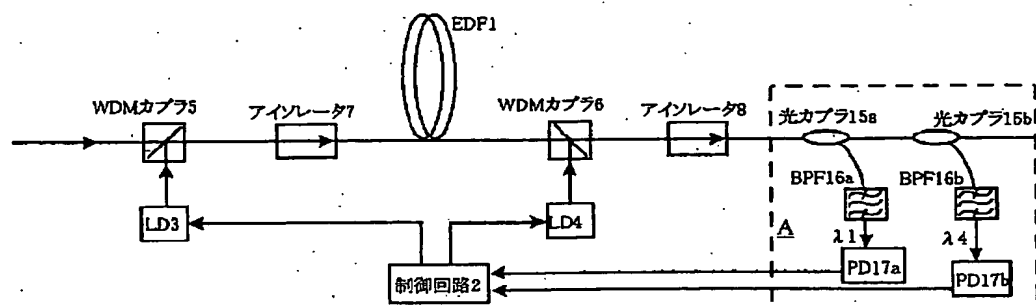 EDF1
WDMカプラ5
アイソレータ7
WDMカプラ6
アイソレータ8
光カプラ15a
光カプラ15b
BPF16a
BPF16b
LD3
LD4
A
λ1
λ4
PD17a
PD17b
制御回路2